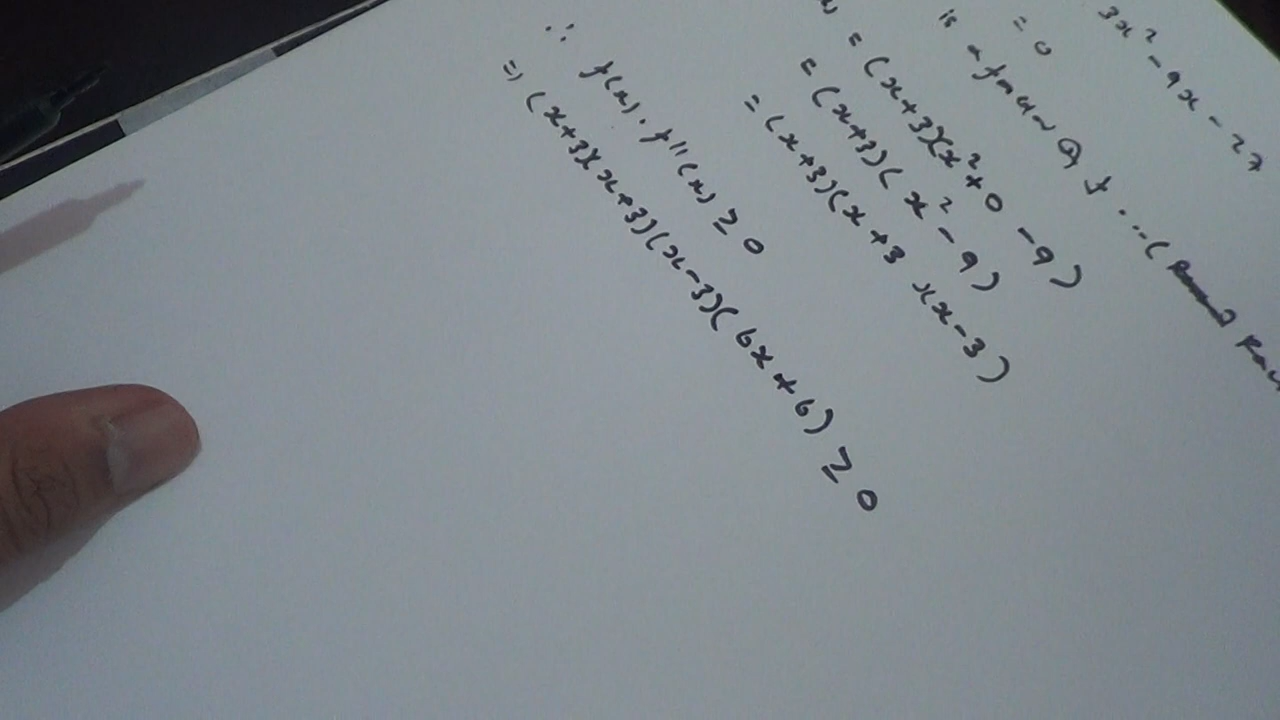 3x² - 9x - 27
= 0
is a factor of f ...(
= (x+3)(x²+0 -9)
= (x+3)(x²-9)
= (x+3)(x+3)(x-3)
∴ f(x).f''(x) ≥ 0
=> (x+3)(x+3)(x-3)(6x+6) ≥ 0